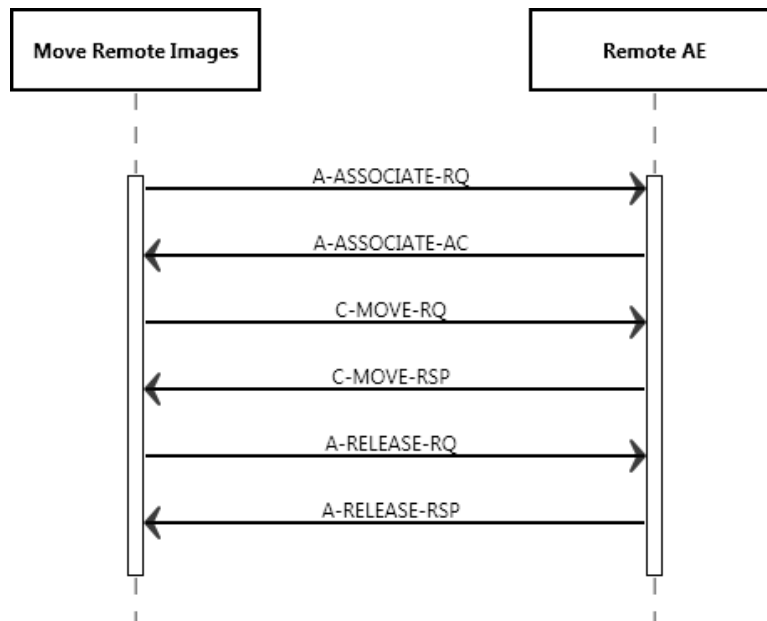 Move Remote Images
Remote AE
A-ASSOCIATE-RQ
A-ASSOCIATE-AC
C-MOVE-RQ
C-MOVE-RSP
A-RELEASE-RQ
A-RELEASE-RSP